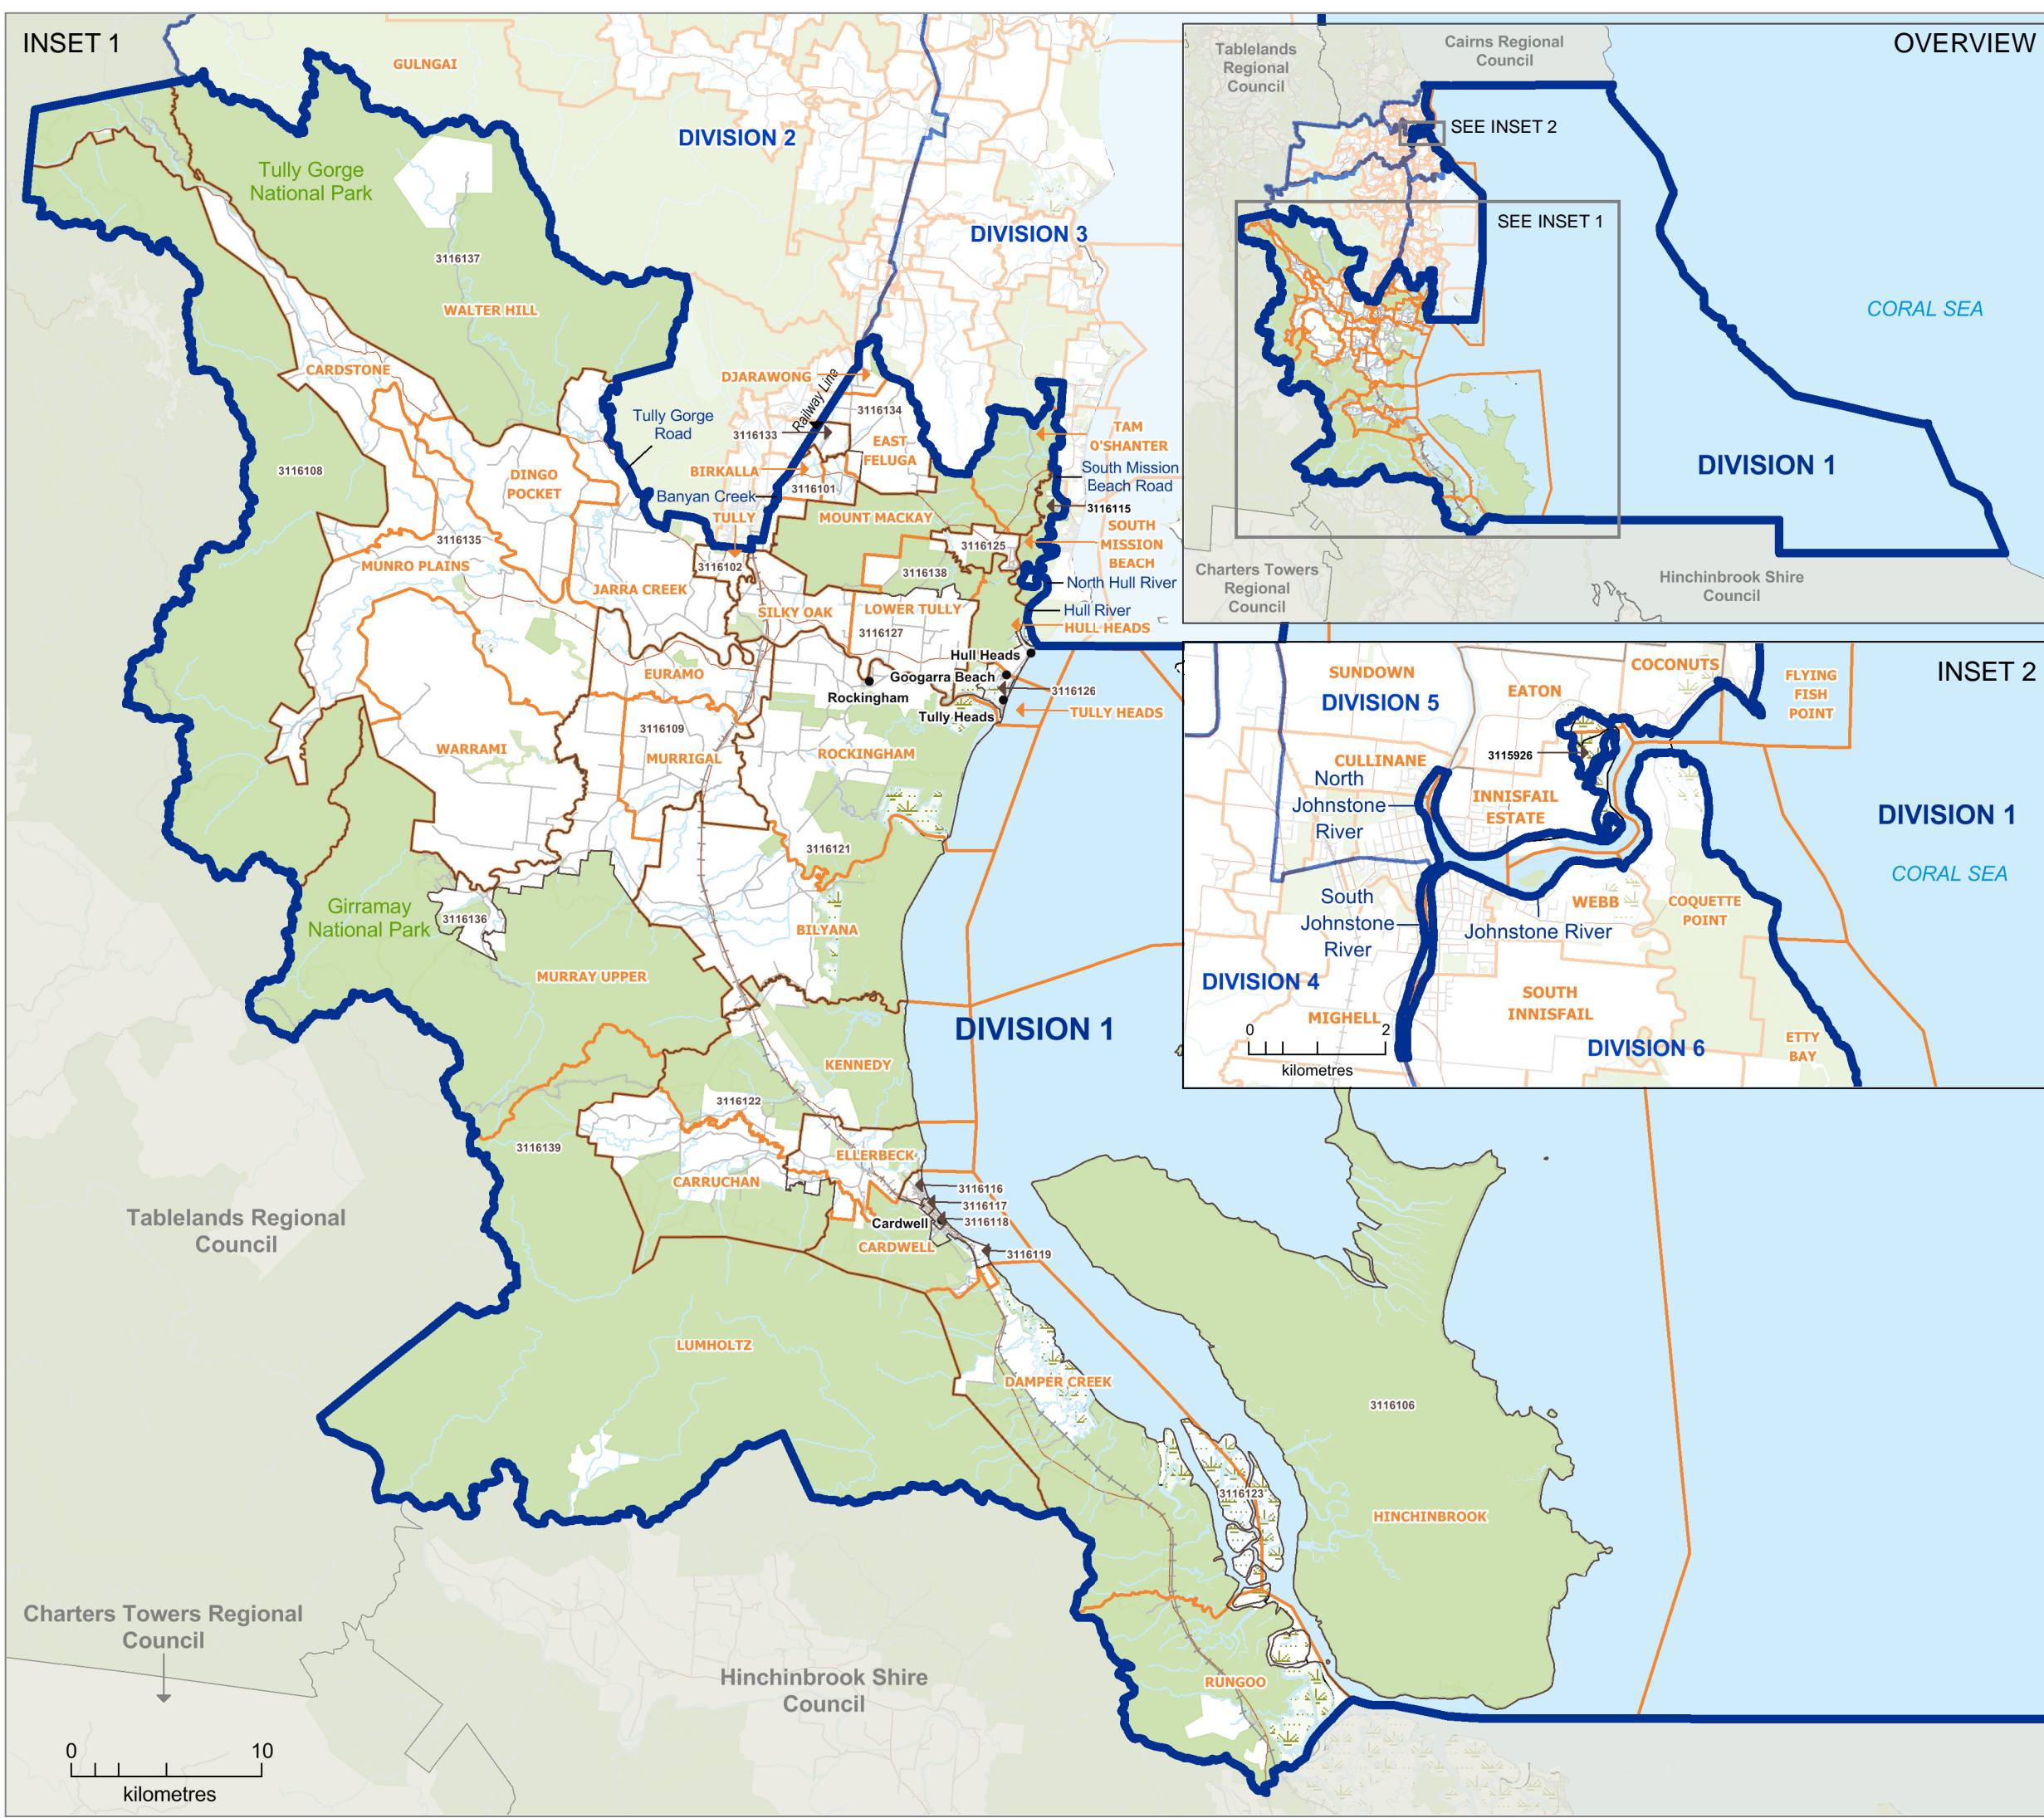 INSET 1
GULNGAI
DIVISION 2
Tully Gorge
National Park
3116137
WALTER HILL
DIVISION 3
CARDSTONE
DJARAWONG
Railway Line
3116134
Tully Gorge
Road
3116133
EAST
FELUGA
TAM
O'SHANTER
3116108
DINGO
POCKET
BIRKALLA
South Mission
Beach Road
3116101
Banyan Creek
TULLY
MOUNT MACKAY
3116115
SOUTH
MISSION
BEACH
3116135
3116125
MUNRO PLAINS
3116102
3116138
North Hull River
JARRA CREEK
SILKY OAK
LOWER TULLY
Hull River
HULL HEADS
3116127
Hull Heads
EURAMO
Googarra Beach
Rockingham
3116126
Tully Heads
TULLY HEADS
3116109
WARRAMI
MURRIGAL
ROCKINGHAM
3116121
Girramay
National Park
3116136
BILYANA
MURRAY UPPER
DIVISION 1
KENNEDY
3116122
3116139
ELLERBECK
CARRUCHAN
3116116
3116117
3116118
Cardwell
CARDWELL
3116119
Tablelands Regional
Council
LUMHOLTZ
DAMPER CREEK
3116106
3116123
HINCHINBROOK
Charters Towers Regional
Council
Hinchinbrook Shire
Council
RUNGOO
0 10
kilometres
OVERVIEW
Tablelands
Regional
Council
Cairns Regional
Council
SEE INSET 2
SEE INSET 1
CORAL SEA
DIVISION 1
Charters Towers
Regional
Council
Hinchinbrook Shire
Council
INSET 2
SUNDOWN
DIVISION 5
EATON
COCONUTS
FLYING
FISH
POINT
CULLINANE
3115926
North
Johnstone
River
INNISFAIL
ESTATE
DIVISION 1
CORAL SEA
South
Johnstone
River
WEBB
COQUETTE
POINT
Johnstone River
DIVISION 4
SOUTH
INNISFAIL
MIGHELL
0 2
kilometres
DIVISION 6
ETTY
BAY